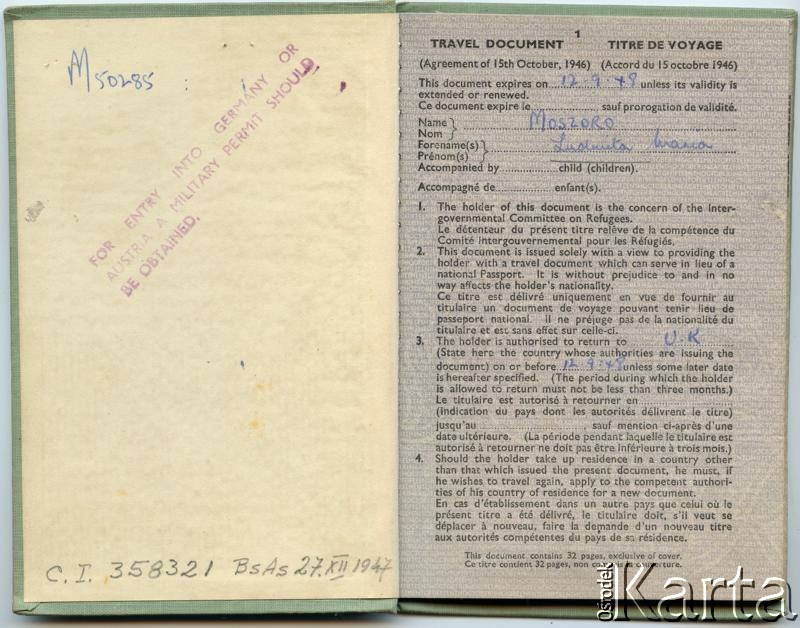 M50285
FOR ENTRY INTO GERMANY OR
AUSTRIA A MILITARY PERMIT SHOULD
BE OBTAINED.
C. I. 358321 BsAs 27.XII 1947
1
TRAVEL DOCUMENT TITRE DE VOYAGE
(Agreement of 15th October, 1946) (Accord du 15 octobre 1946)
This document expires on 12.9.48 unless its validity is
extended or renewed.
Ce document expire le sauf prorogation de validité.
Name } MOSZORO
Nom
Forename(s) } Ludmila Maria
Prénom(s)
Accompanied by child (children).
Accompagné de enfant(s).
1. The holder of this document is the concern of the Inter-
governmental Committee on Refugees.
Le détenteur du présent titre relève de la compétence du
Comité intergouvernemental pour les Réfugiés.
2. This document is issued solely with a view to providing the
holder with a travel document which can serve in lieu of a
national Passport. It is without prejudice to and in no
way affects the holder's nationality.
Ce titre est délivré uniquement en vue de fournir au
titulaire un document de voyage pouvant tenir lieu de
passeport national. Il ne préjuge pas de la nationalité du
titulaire et est sans effet sur celle-ci.
3. The holder is authorised to return to U.K
(State here the country whose authorities are issuing the
document) on or before 12.9.48 unless some later date
is hereafter specified. (The period during which the holder
is allowed to return must not be less than three months.)
Le titulaire est autorisé à retourner en
(Indication du pays dont les autorités délivrent le titre)
jusqu'au , sauf mention ci-après d'une
date ultérieure. (La période pendant laquelle le titulaire est
autorisé à retourner ne doit pas être inférieure à trois mois.)
4. Should the holder take up residence in a country other
than that which issued the present document, he must, if
he wishes to travel again, apply to the competent authori-
ties of his country of residence for a new document.
En cas d'établissement dans un autre pays que celui où le
présent titre a été délivré, le titulaire doit, s'il veut se
déplacer à nouveau, faire la demande d'un nouveau titre
aux autorités compétentes du pays de sa résidence.
This document contains 32 pages, exclusive of cover.
Ce titre contient 32 pages, non compris la couverture.
Ośrodek Karta